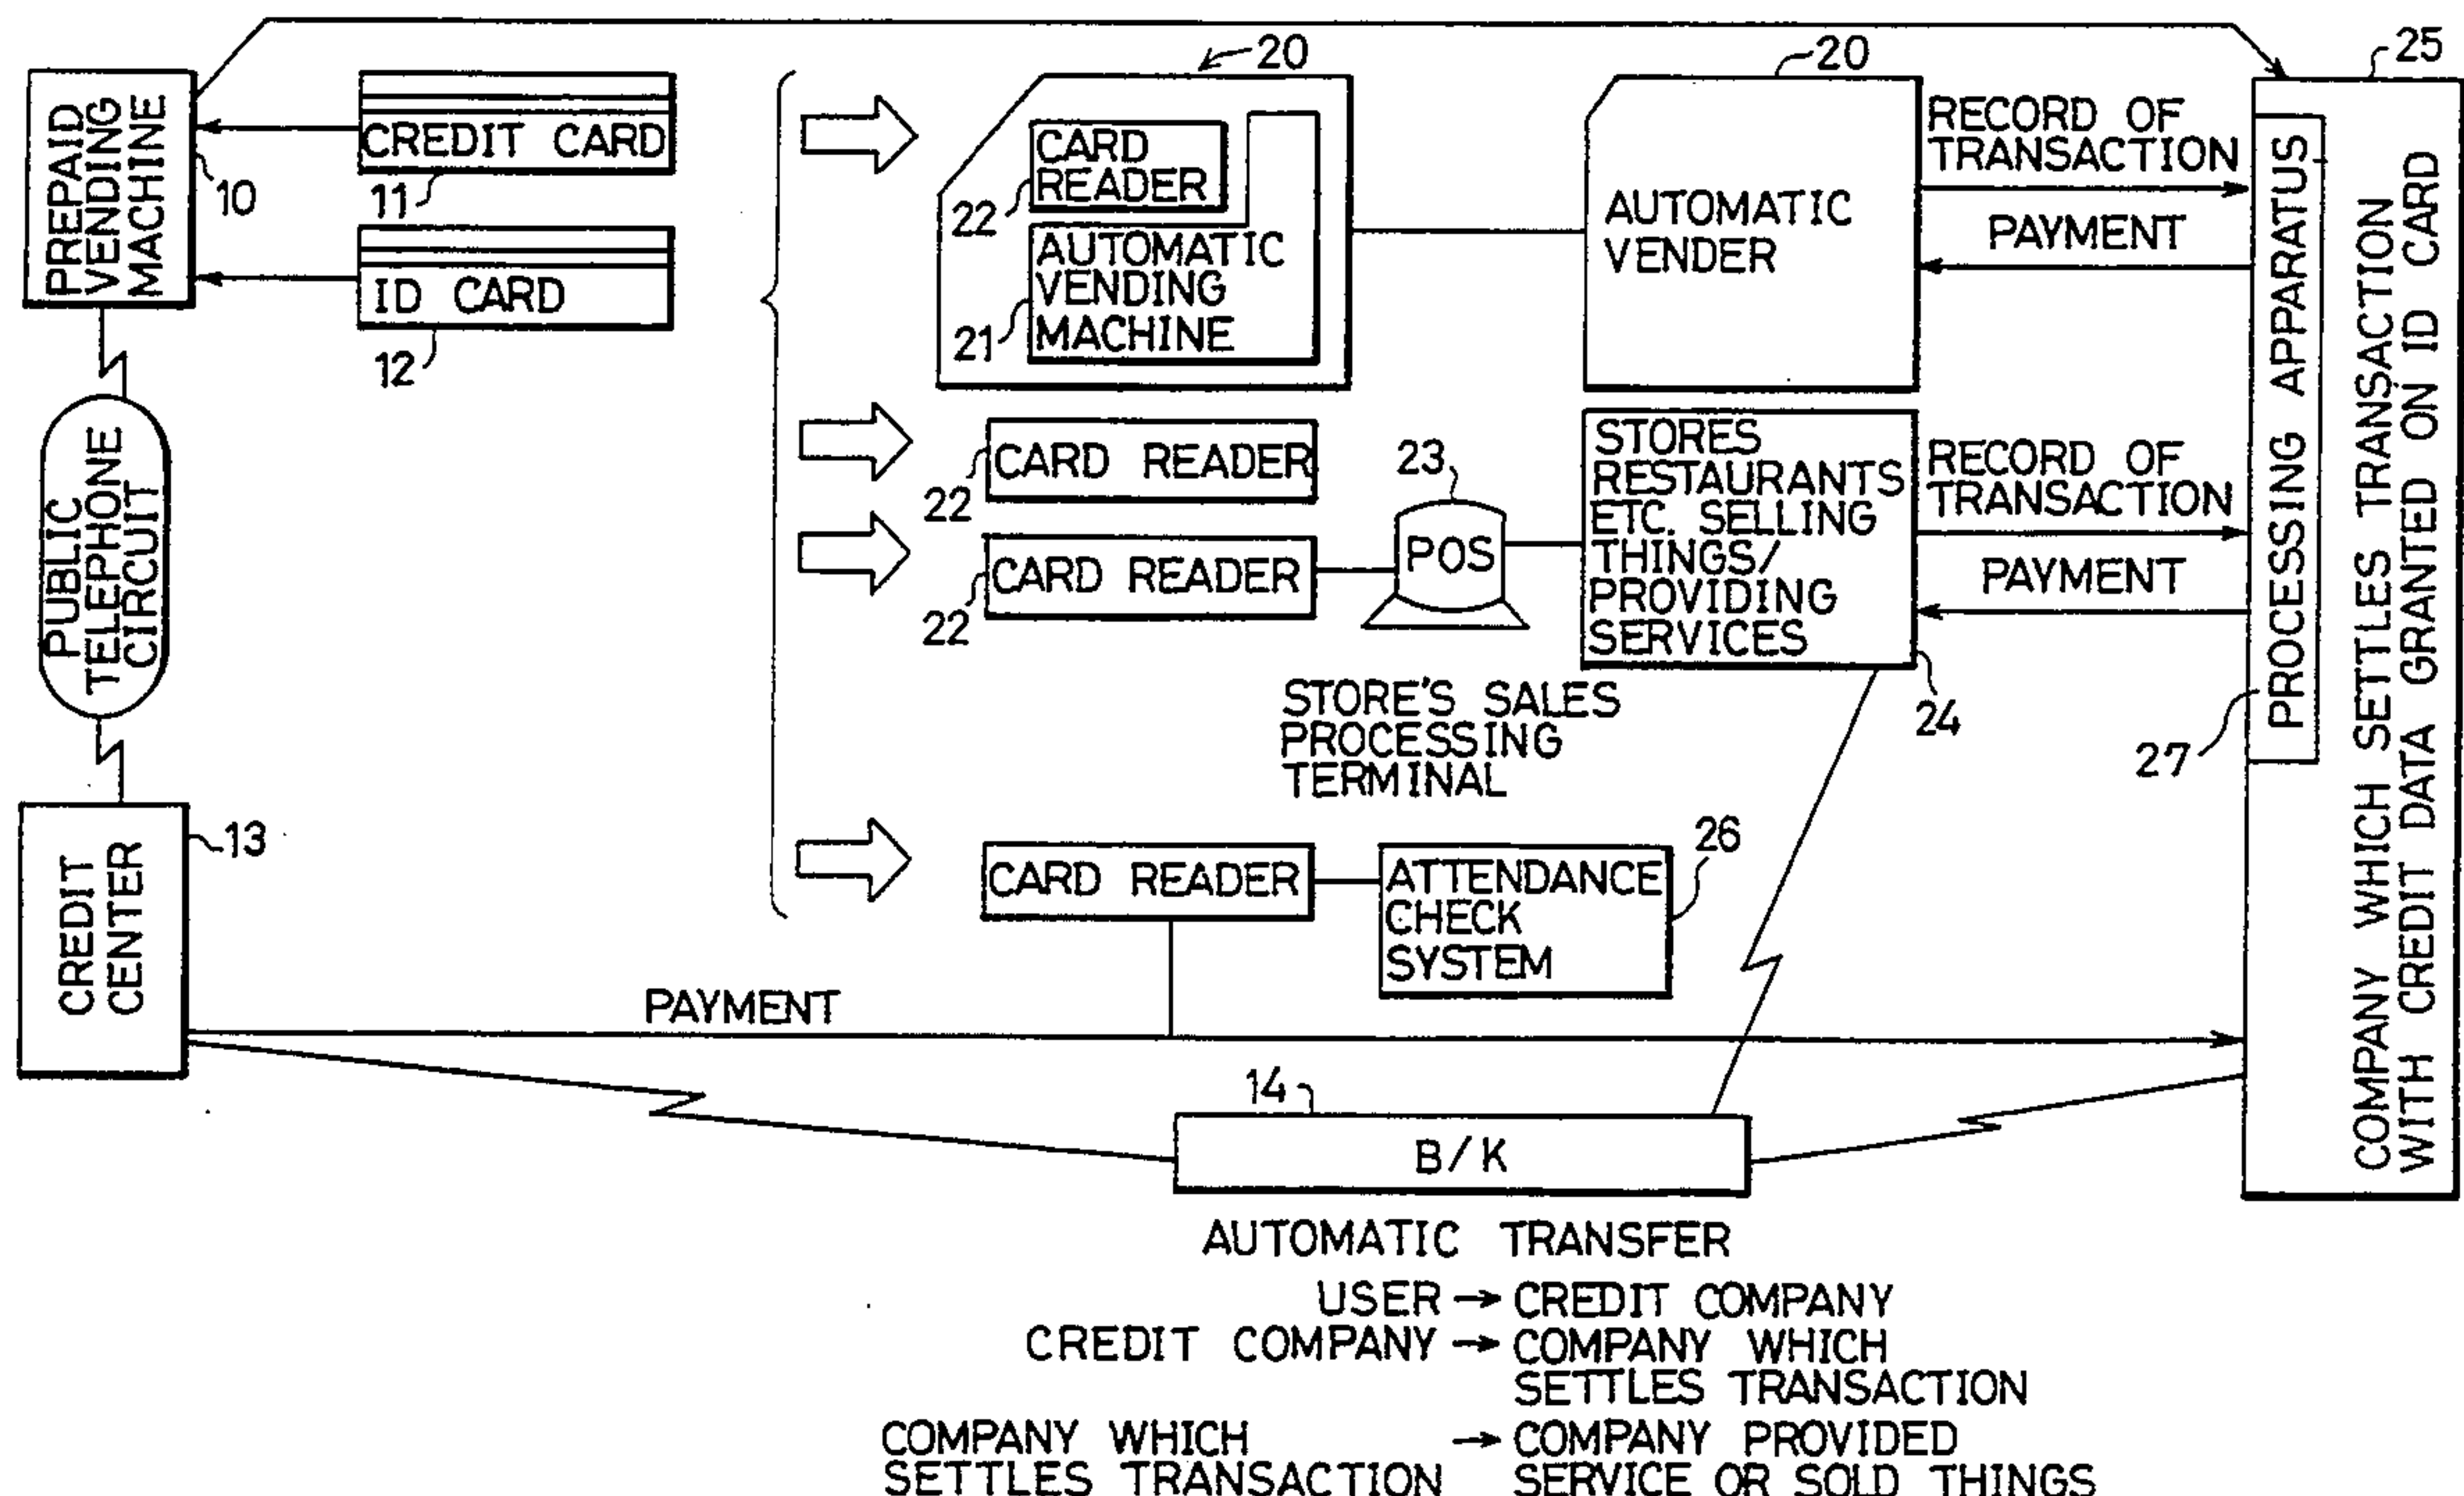 PREPAID
VENDING
MACHINE
10
CREDIT CARD
11
ID CARD
12
PUBLIC
TELEPHONE
CIRCUIT
CREDIT
CENTER
13
20
CARD
READER
22
AUTOMATIC
VENDING
MACHINE
21
20
AUTOMATIC
VENDER
RECORD OF
TRANSACTION
PAYMENT
CARD READER
22
CARD READER
22
23
POS
STORES
RESTAURANTS
ETC. SELLING
THINGS/
PROVIDING
SERVICES
24
RECORD OF
TRANSACTION
PAYMENT
STORE'S SALES
PROCESSING
TERMINAL
CARD READER
ATTENDANCE
CHECK
SYSTEM
26
PAYMENT
14
B/K
25
PROCESSING APPARATUS
27
COMPANY WHICH SETTLES TRANSACTION
WITH CREDIT DATA GRANTED ON ID CARD
AUTOMATIC TRANSFER
USER → CREDIT COMPANY
CREDIT COMPANY → COMPANY WHICH
SETTLES TRANSACTION
COMPANY WHICH → COMPANY PROVIDED
SETTLES TRANSACTION SERVICE OR SOLD THINGS